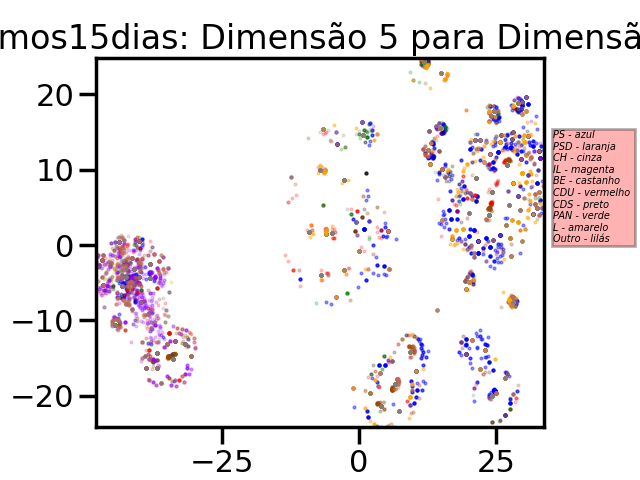 mos15dias: Dimensão 5 para Dimensã
20
10
0
−10
−20
−25
0
25
PS - azul
PSD - laranja
CH - cinza
IL - magenta
BE - castanho
CDU - vermelho
CDS - preto
PAN - verde
L - amarelo
Outro - lilás